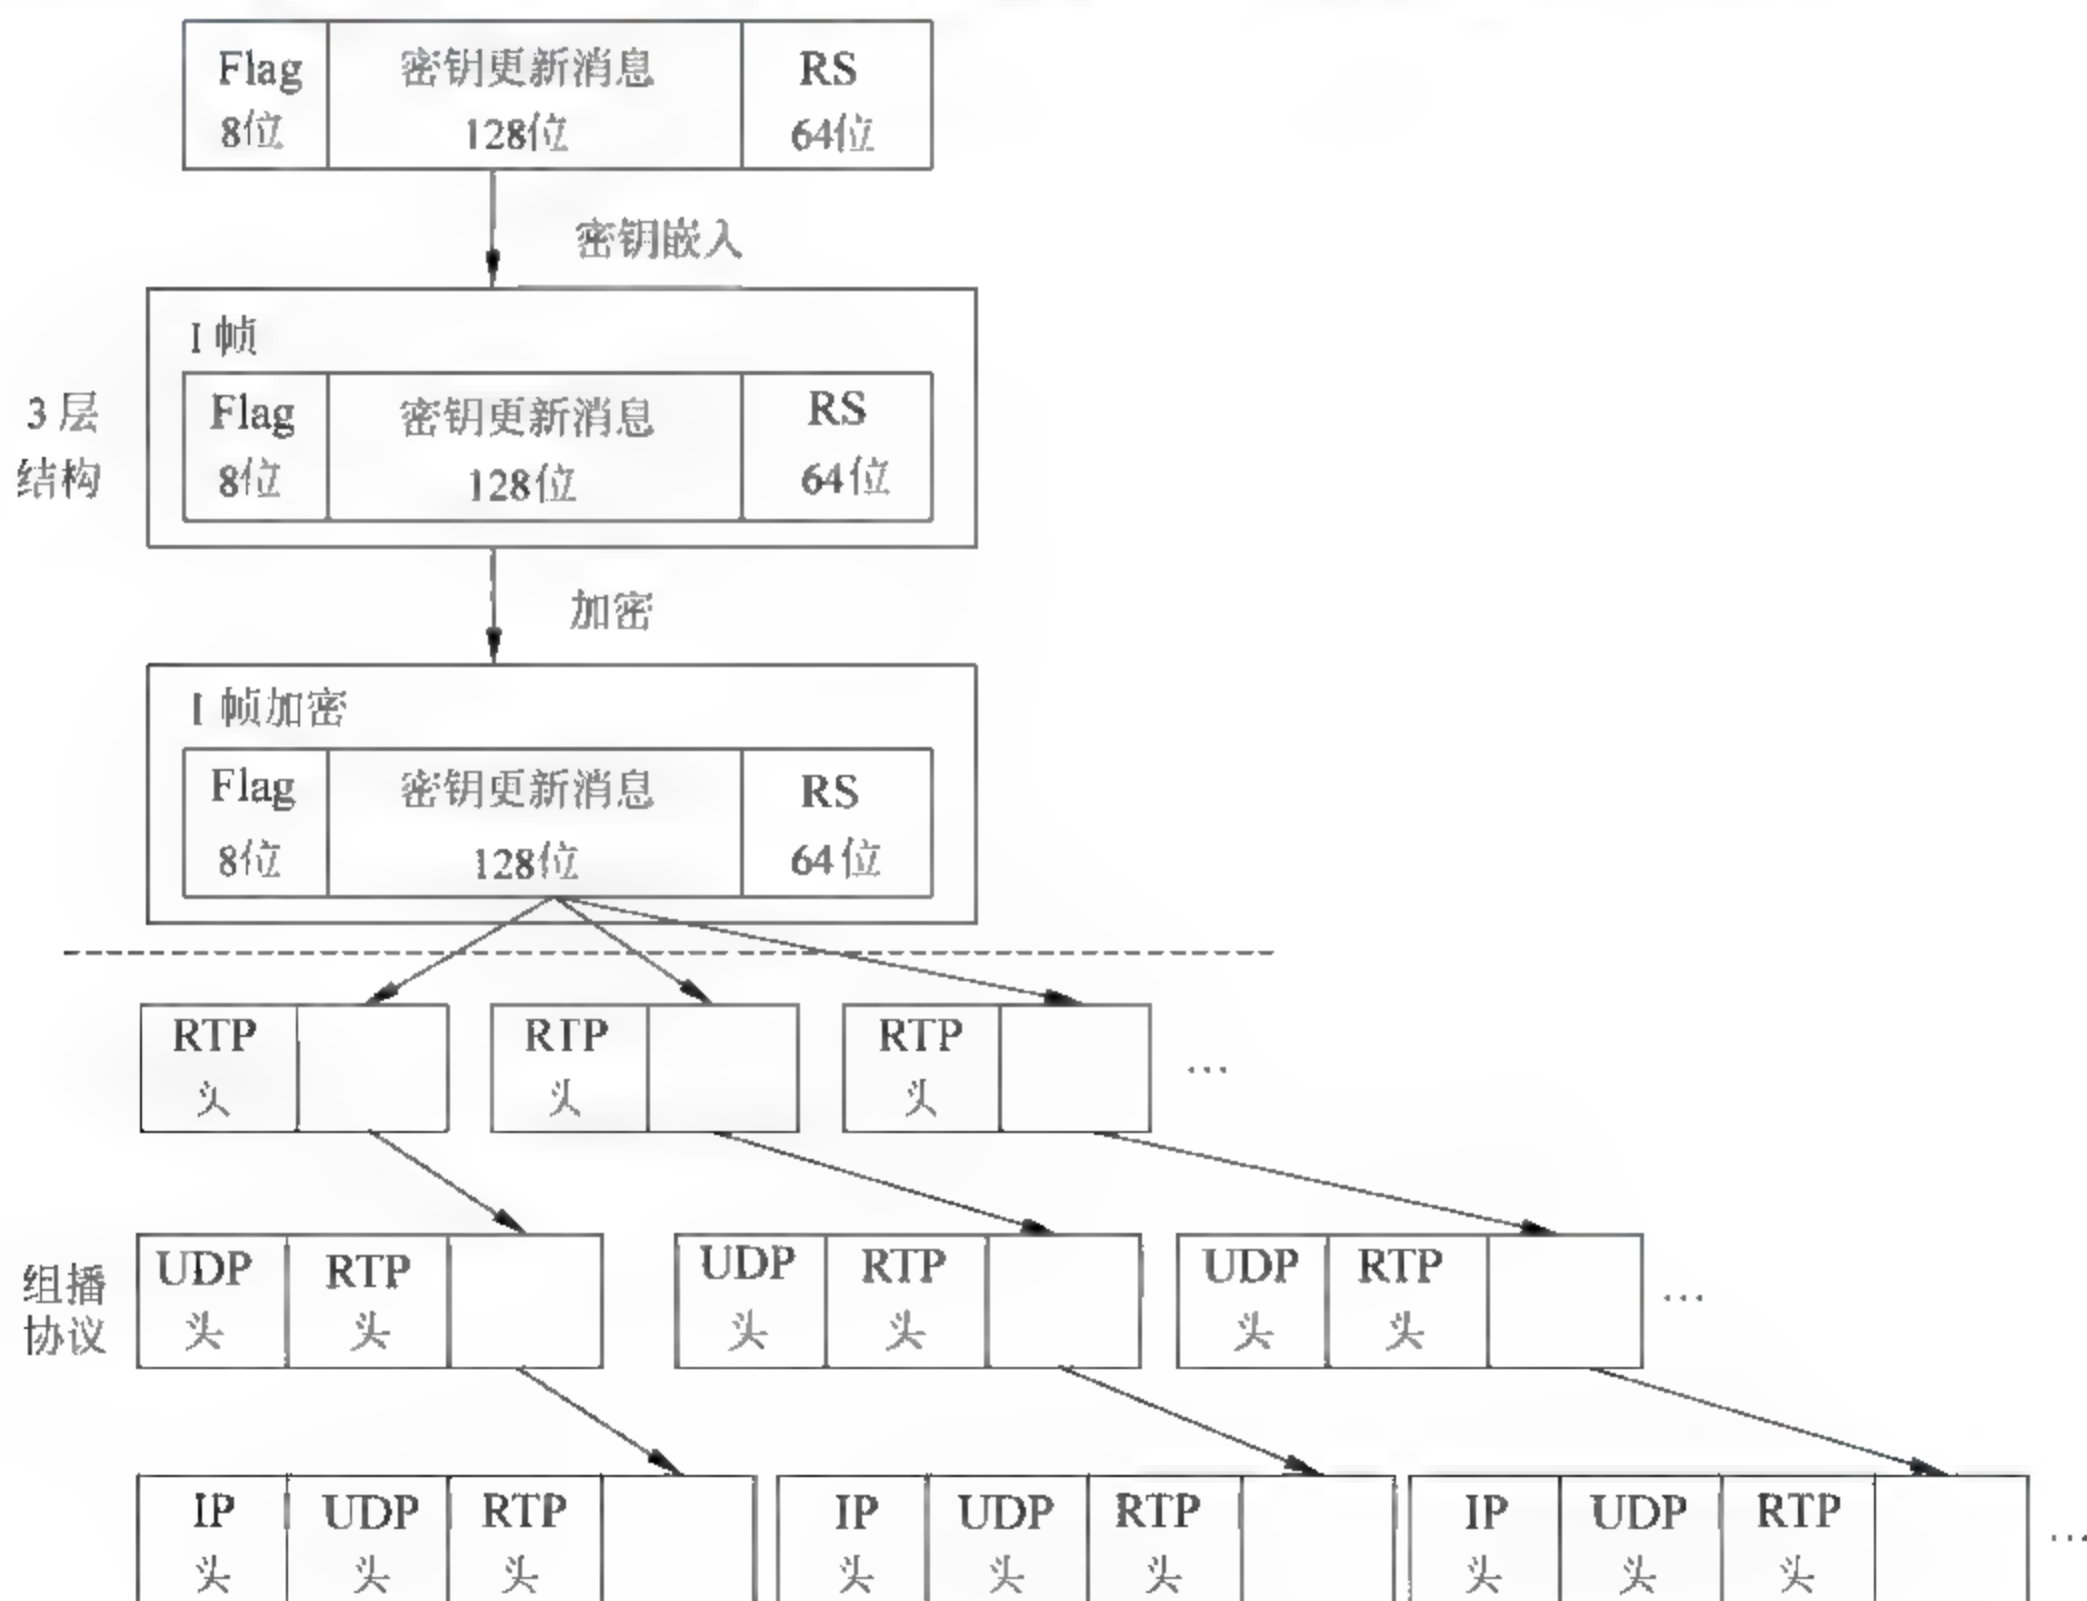 Flag 密钥更新消息 RS
8位 128位 64位
密钥嵌入
I 帧
Flag 密钥更新消息 RS
8位 128位 64位
3 层
结构
加密
I 帧加密
Flag 密钥更新消息 RS
8位 128位 64位
RTP RTP RTP
头 头 头 …
UDP RTP UDP RTP UDP RTP
头 头 头 头 头 头 …
组播
协议
IP UDP RTP IP UDP RTP IP UDP RTP
头 头 头 头 头 头 头 头 头 …